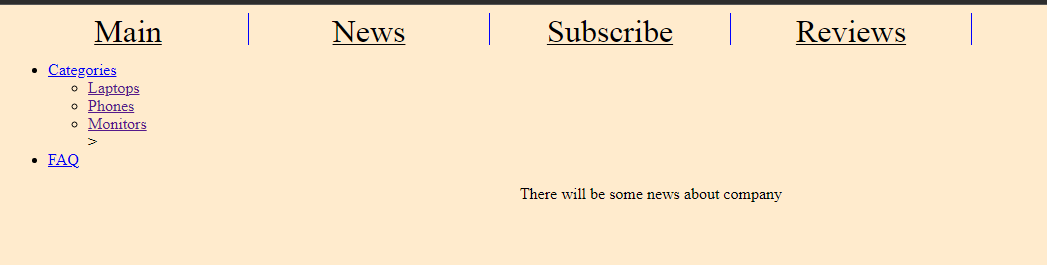 Main News Subscribe Reviews
Categories
Laptops
Phones
Monitors
>
FAQ
There will be some news about company